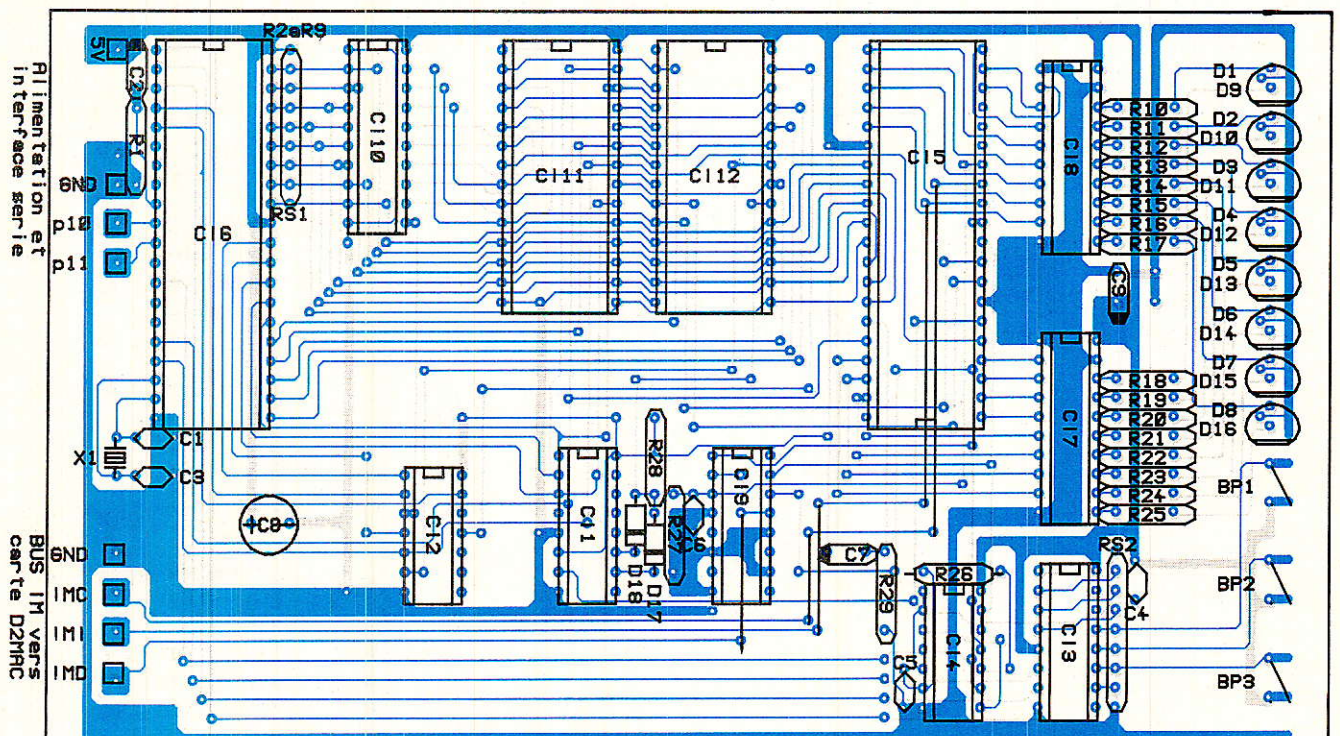 Alimentation et
interface serie
5V
GND
p10
p11
BUS IM vers
carte D2MAC
GND
IMC
IMI
IMD
C2
R1
CI6
R2aR9
RS1
CI10
CI11
CI12
CI5
CI8
R10
R11
R12
R13
R14
R15
R16
R17
C9
D1
D9
D2
D10
D3
D11
D4
D12
D5
D13
D6
D14
D7
D15
D8
D16
CI7
R18
R19
R20
R21
R22
R23
R24
R25
X1
C1
C3
C8
CI2
CI1
R28
D18
D17
R27
C6
CI9
C7
R29
R26
C5
CI4
CI3
RS2
C4
BP1
BP2
BP3